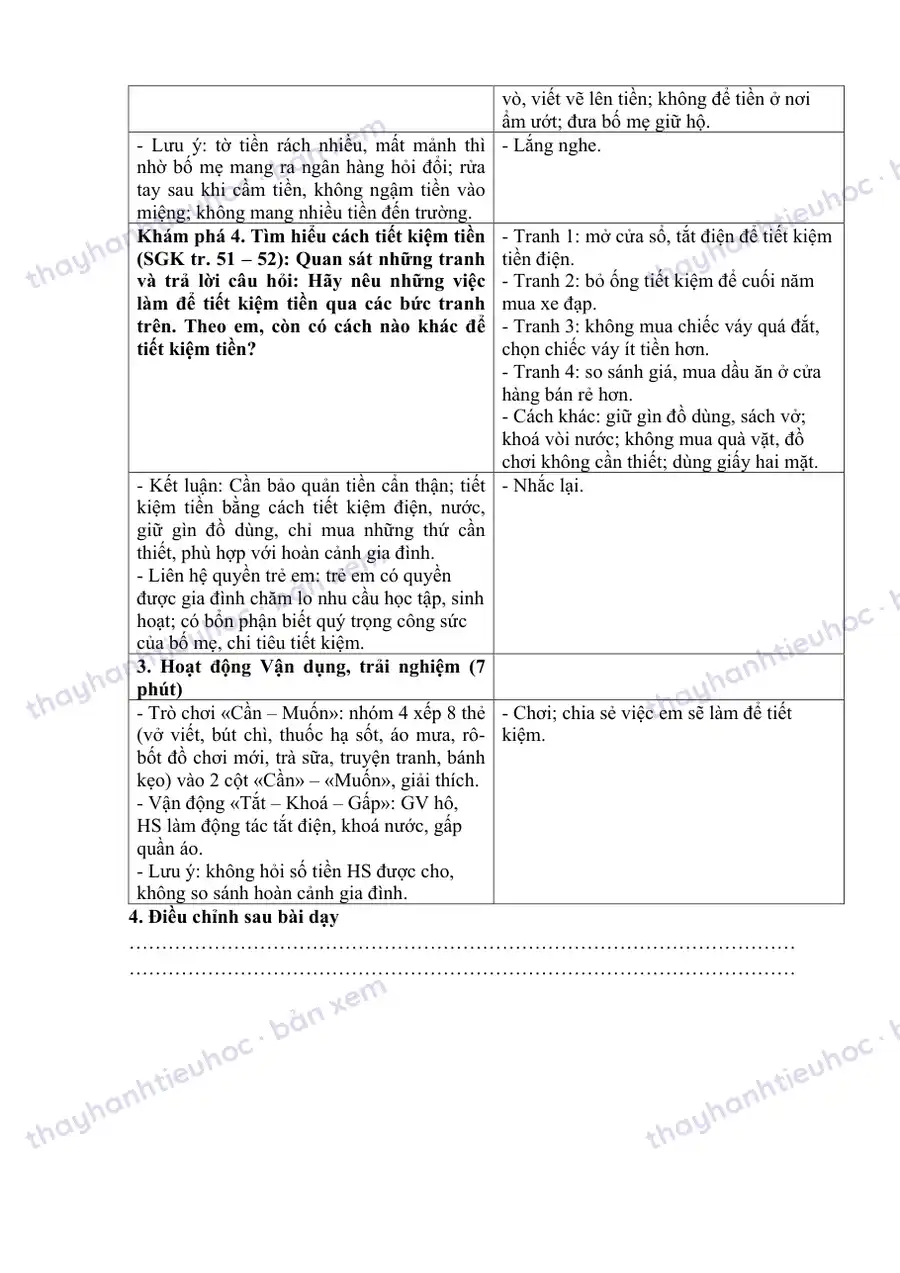 vò, viết vẽ lên tiền; không để tiền ở nơi
ẩm ướt; đưa bố mẹ giữ hộ.
- Lưu ý: tờ tiền rách nhiều, mất mảnh thì
nhờ bố mẹ mang ra ngân hàng hỏi đổi; rửa
tay sau khi cầm tiền, không ngậm tiền vào
miệng; không mang nhiều tiền đến trường.
- Lắng nghe.
Khám phá 4. Tìm hiểu cách tiết kiệm tiền
(SGK tr. 51 – 52): Quan sát những tranh
và trả lời câu hỏi: Hãy nêu những việc
làm để tiết kiệm tiền qua các bức tranh
trên. Theo em, còn có cách nào khác để
tiết kiệm tiền?
- Tranh 1: mở cửa sổ, tắt điện để tiết kiệm
tiền điện.
- Tranh 2: bỏ ống tiết kiệm để cuối năm
mua xe đạp.
- Tranh 3: không mua chiếc váy quá đắt,
chọn chiếc váy ít tiền hơn.
- Tranh 4: so sánh giá, mua dầu ăn ở cửa
hàng bán rẻ hơn.
- Cách khác: giữ gìn đồ dùng, sách vở;
khoá vòi nước; không mua quà vặt, đồ
chơi không cần thiết; dùng giấy hai mặt.
- Kết luận: Cần bảo quản tiền cẩn thận; tiết
kiệm tiền bằng cách tiết kiệm điện, nước,
giữ gìn đồ dùng, chỉ mua những thứ cần
thiết, phù hợp với hoàn cảnh gia đình.
- Liên hệ quyền trẻ em: trẻ em có quyền
được gia đình chăm lo nhu cầu học tập, sinh
hoạt; có bổn phận biết quý trọng công sức
của bố mẹ, chi tiêu tiết kiệm.
- Nhắc lại.
3. Hoạt động Vận dụng, trải nghiệm (7
phút)
- Trò chơi «Cần – Muốn»: nhóm 4 xếp 8 thẻ
(vở viết, bút chì, thuốc hạ sốt, áo mưa, rô-
bốt đồ chơi mới, trà sữa, truyện tranh, bánh
kẹo) vào 2 cột «Cần» – «Muốn», giải thích.
- Vận động «Tắt – Khoá – Gấp»: GV hô,
HS làm động tác tắt điện, khoá nước, gấp
quần áo.
- Lưu ý: không hỏi số tiền HS được cho,
không so sánh hoàn cảnh gia đình.
- Chơi; chia sẻ việc em sẽ làm để tiết
kiệm.
4. Điều chỉnh sau bài dạy
……………………………………………………………………………………………
……………………………………………………………………………………………
thayhanhtieuhoc · bản xem
thayhanhtieuhoc · b
thayhanhtieuhoc · bản xem
thayhanhtieuhoc · b
thayhanhtieuhoc · bản xem
thayhanhtieuhoc · b